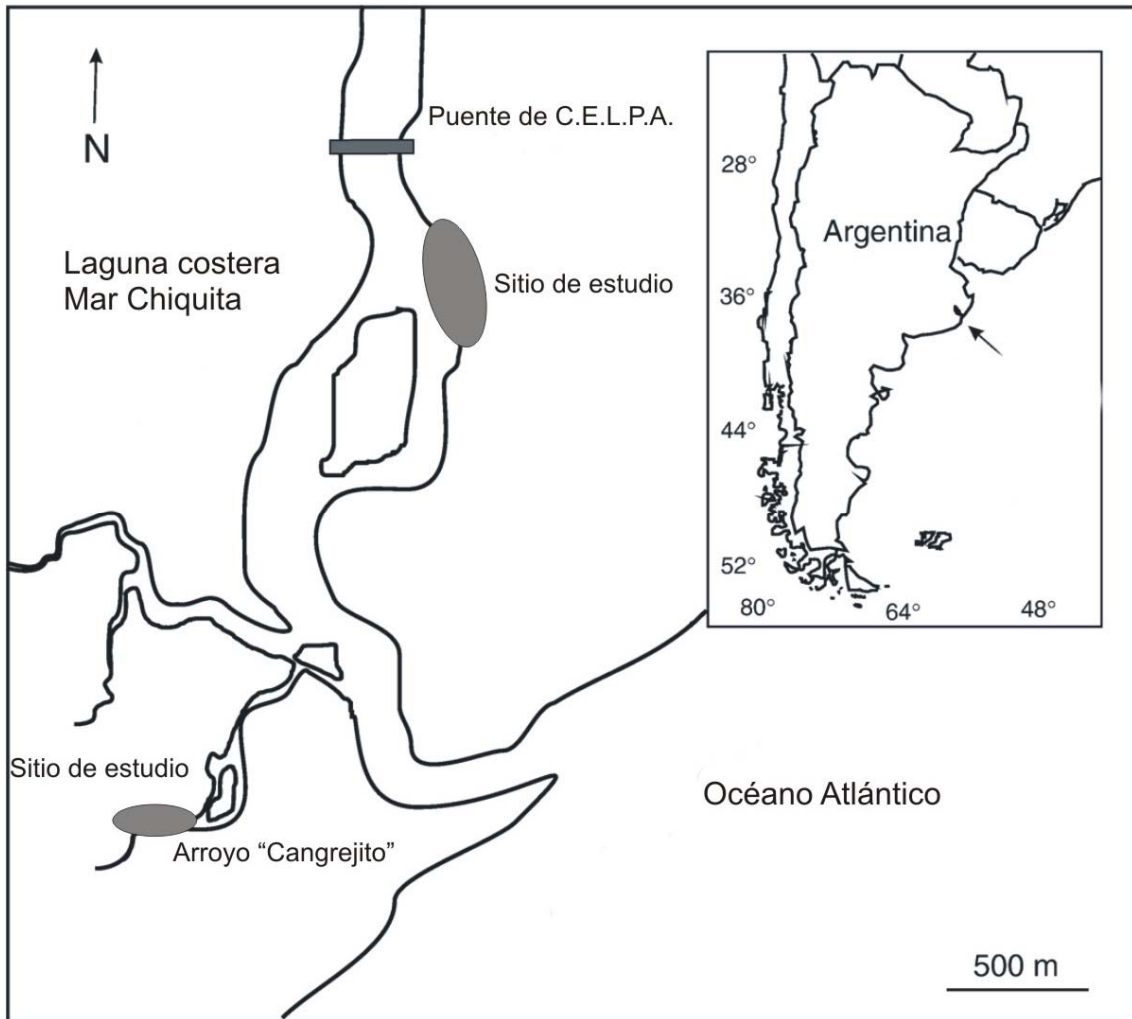 N
Puente de C.E.L.P.A.
Laguna costera
Mar Chiquita
Sitio de estudio
Sitio de estudio
Arroyo “Cangrejito”
Océano Atlántico
500 m
Argentina
28°
36°
44°
52°
80°
64°
48°